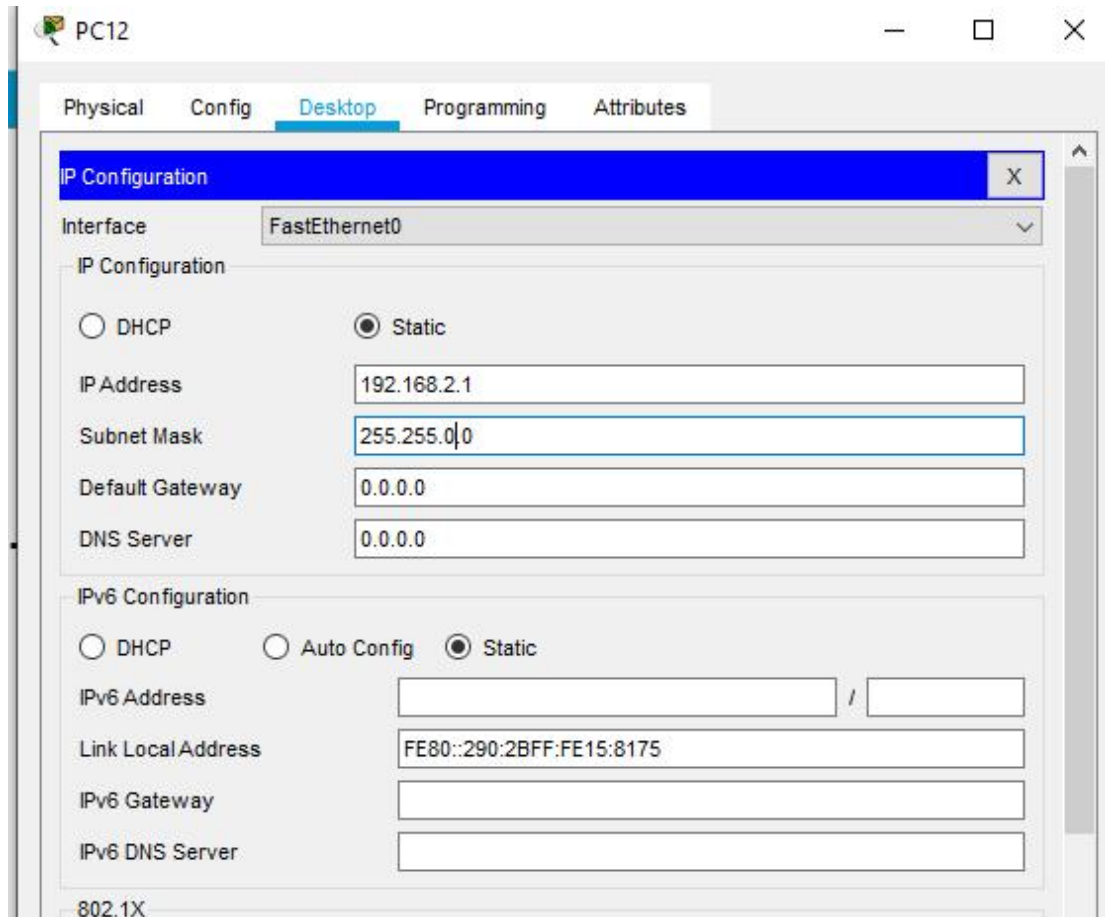 PC12
Physical Config Desktop Programming Attributes
IP Configuration X
Interface FastEthernet0
IP Configuration
DHCP Static
IP Address 192.168.2.1
Subnet Mask 255.255.0.0
Default Gateway 0.0.0.0
DNS Server 0.0.0.0
IPv6 Configuration
DHCP Auto Config Static
IPv6 Address /
Link Local Address FE80::290:2BFF:FE15:8175
IPv6 Gateway
IPv6 DNS Server
802.1X